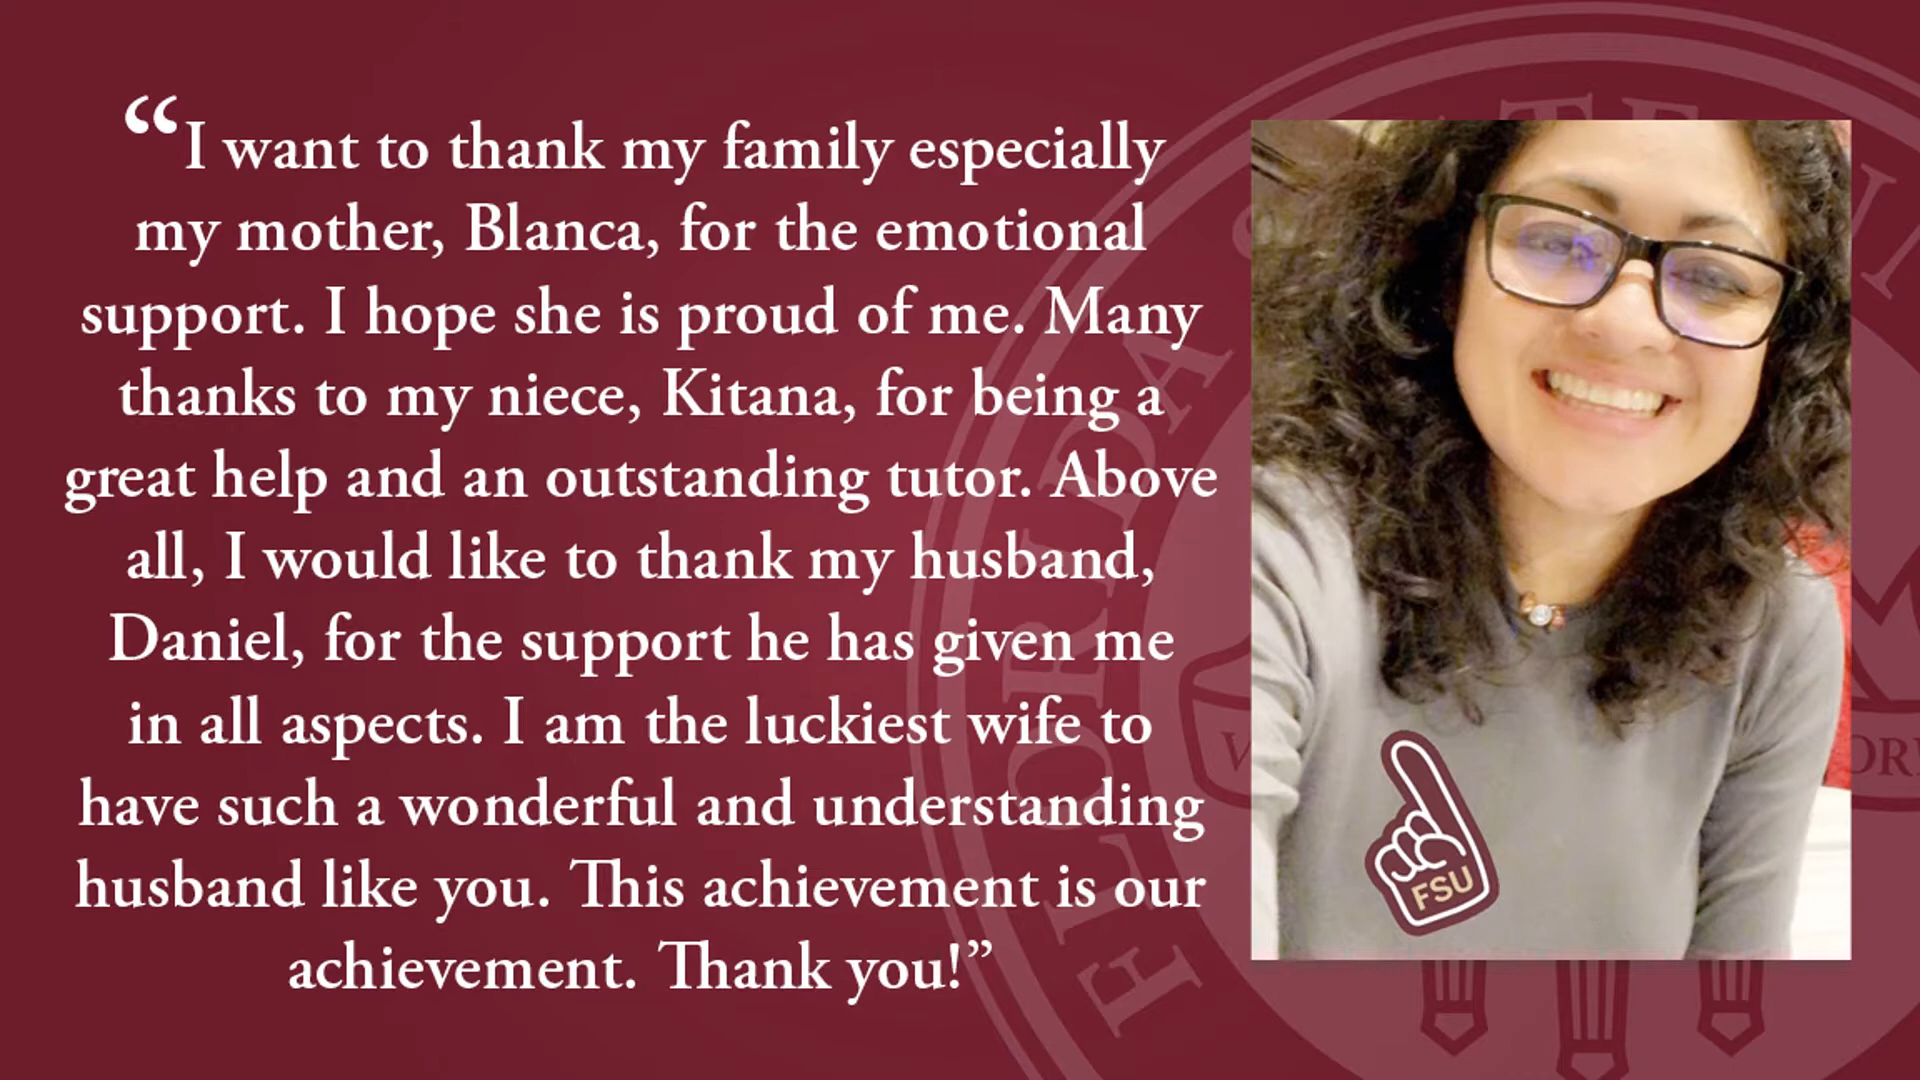 “I want to thank my family especially
my mother, Blanca, for the emotional
support. I hope she is proud of me. Many
thanks to my niece, Kitana, for being a
great help and an outstanding tutor. Above
all, I would like to thank my husband,
Daniel, for the support he has given me
in all aspects. I am the luckiest wife to
have such a wonderful and understanding
husband like you. This achievement is our
achievement. Thank you!”
FSU
FLORIDA